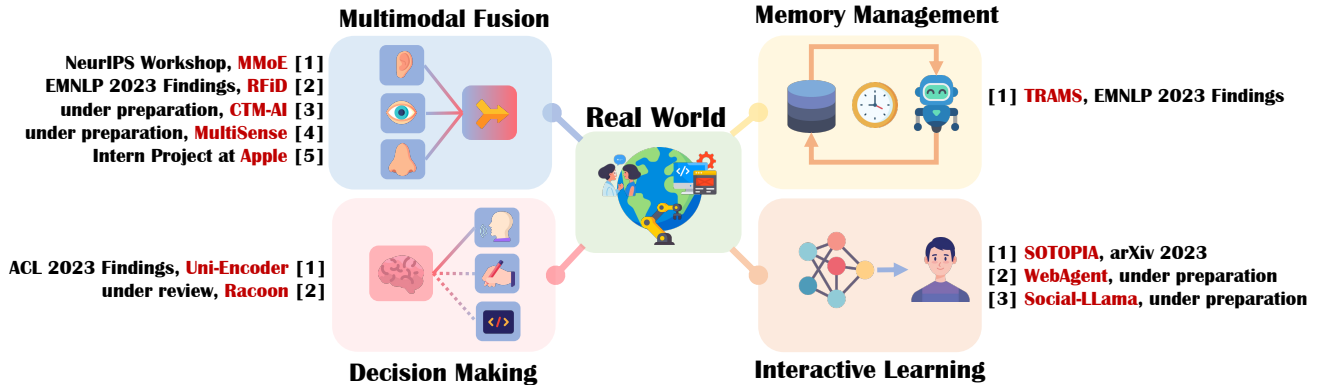 Multimodal Fusion
NeurIPS Workshop, MMoE [1]
EMNLP 2023 Findings, RFiD [2]
under preparation, CTM-AI [3]
under preparation, MultiSense [4]
Intern Project at Apple [5]
Memory Management
[1] TRAMS, EMNLP 2023 Findings
Real World
</>
ACL 2023 Findings, Uni-Encoder [1]
under review, Racoon [2]
</>
Decision Making
[1] SOTOPIA, arXiv 2023
[2] WebAgent, under preparation
[3] Social-LLama, under preparation
Interactive Learning